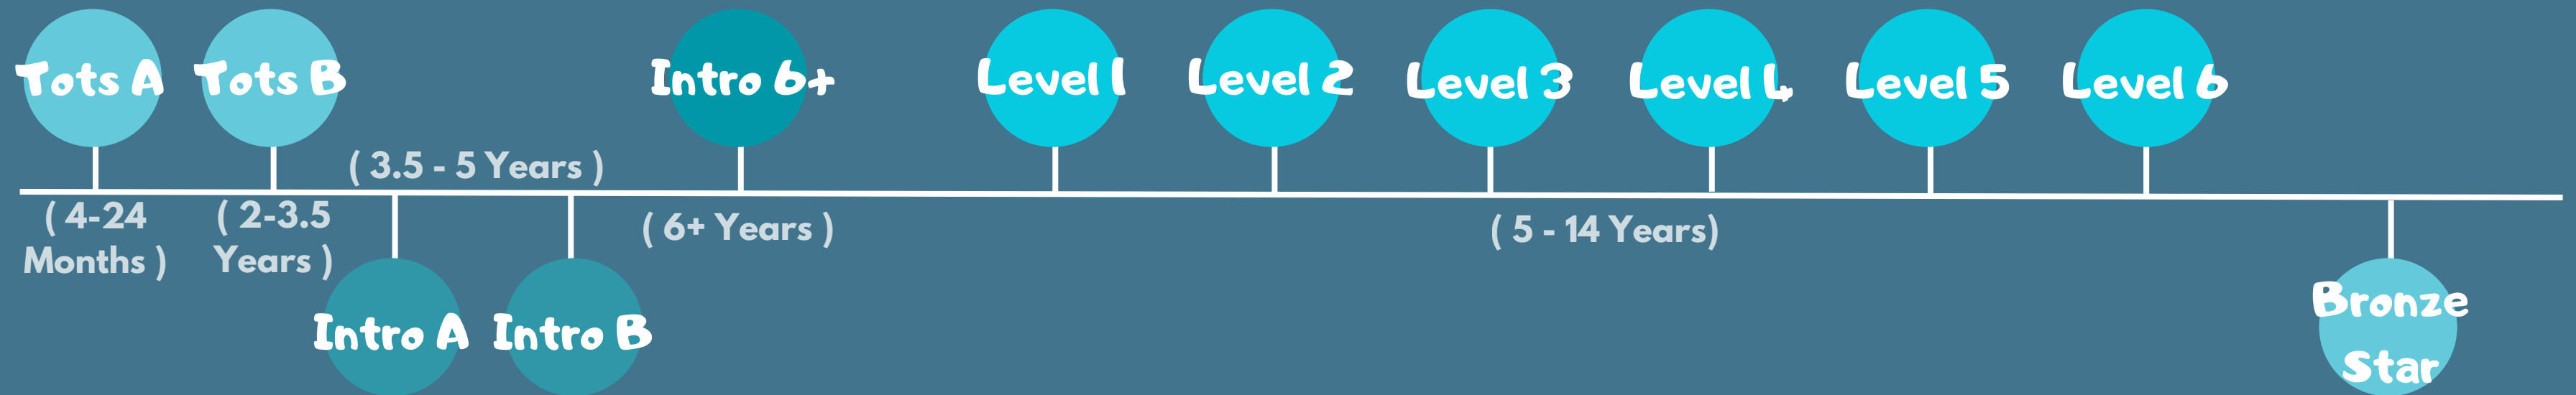 Tots A
Tots B
Intro 6+
Level 1
Level 2
Level 3
Level 4
Level 5
Level 6
( 3.5 - 5 Years )
( 4-24
Months )
( 2-3.5
Years )
( 6+ Years )
( 5 - 14 Years)
Intro A
Intro B
Bronze
Star